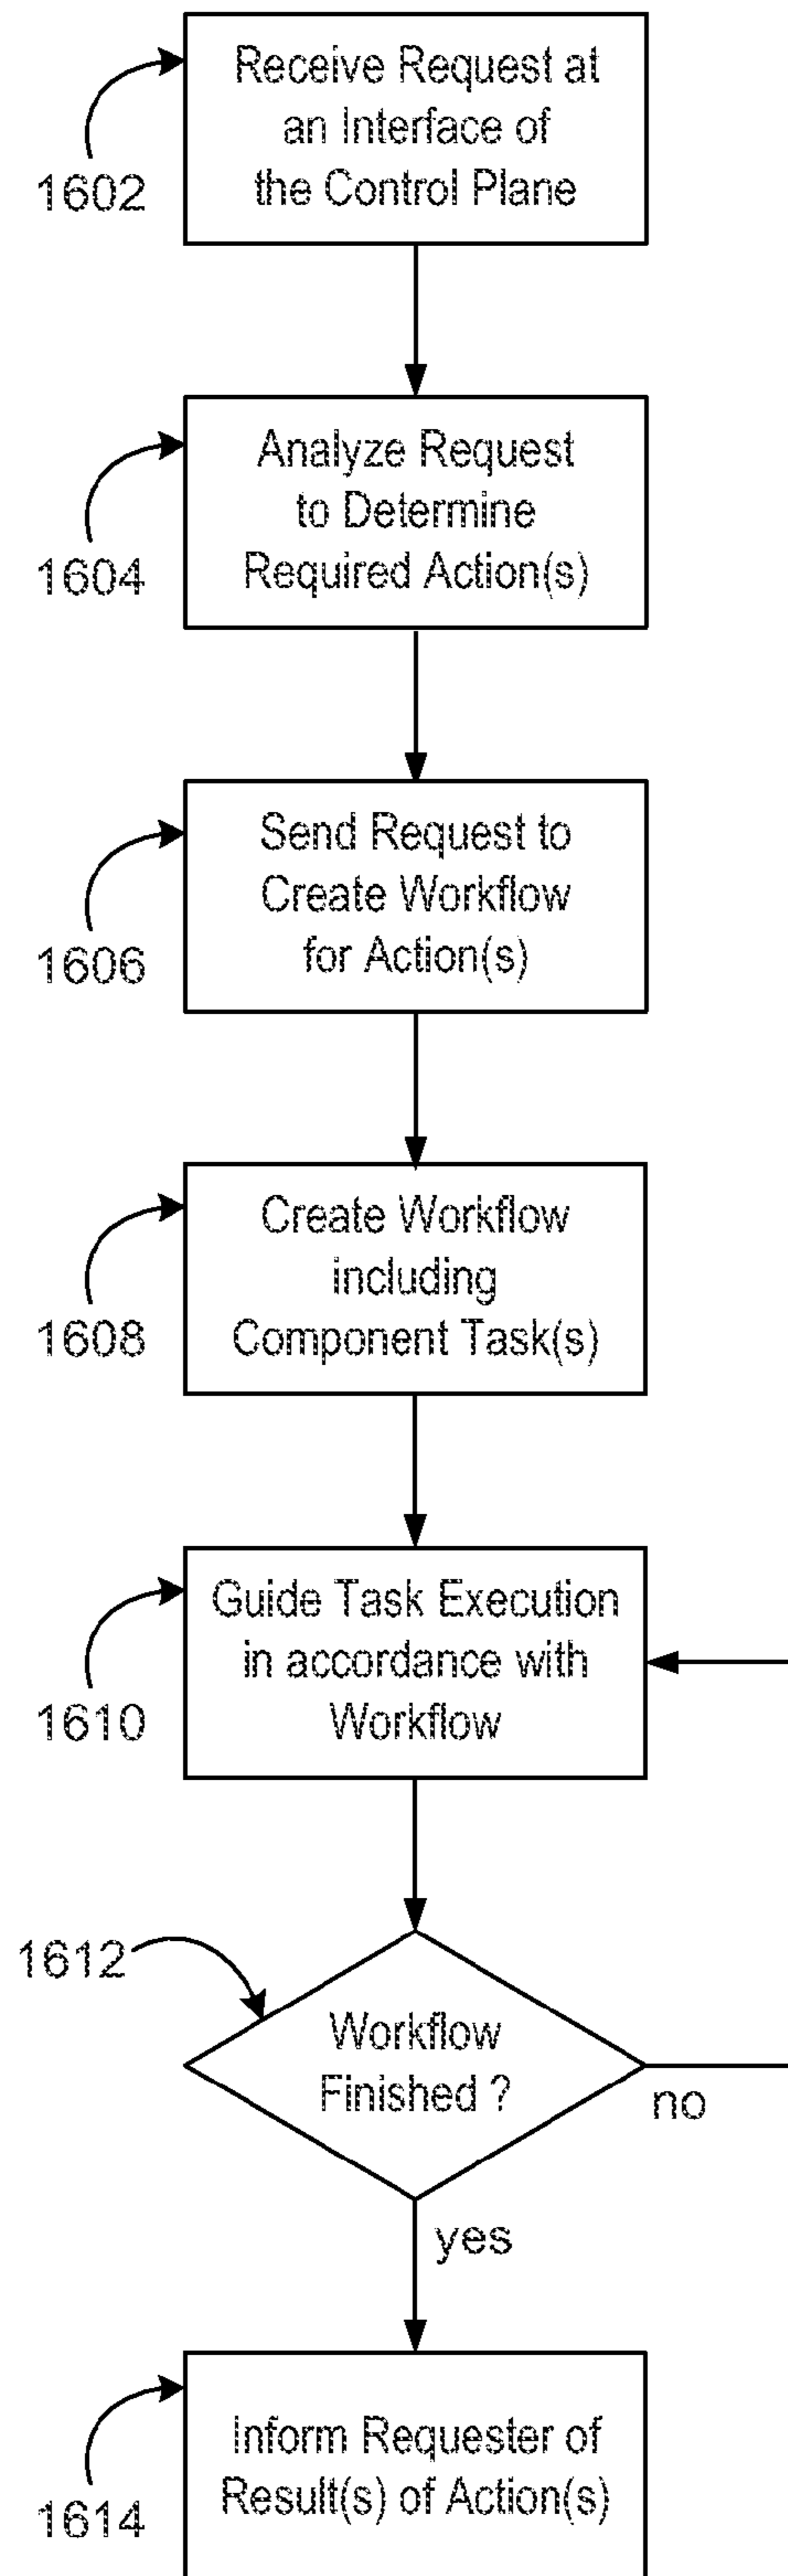 Receive Request at
an Interface of
the Control Plane
1602
Analyze Request
to Determine
Required Action(s)
1604
Send Request to
Create Workflow
for Action(s)
1606
Create Workflow
including
Component Task(s)
1608
Guide Task Execution
in accordance with
Workflow
1610
1612
Workflow
Finished ?
no
yes
Inform Requester of
Result(s) of Action(s)
1614